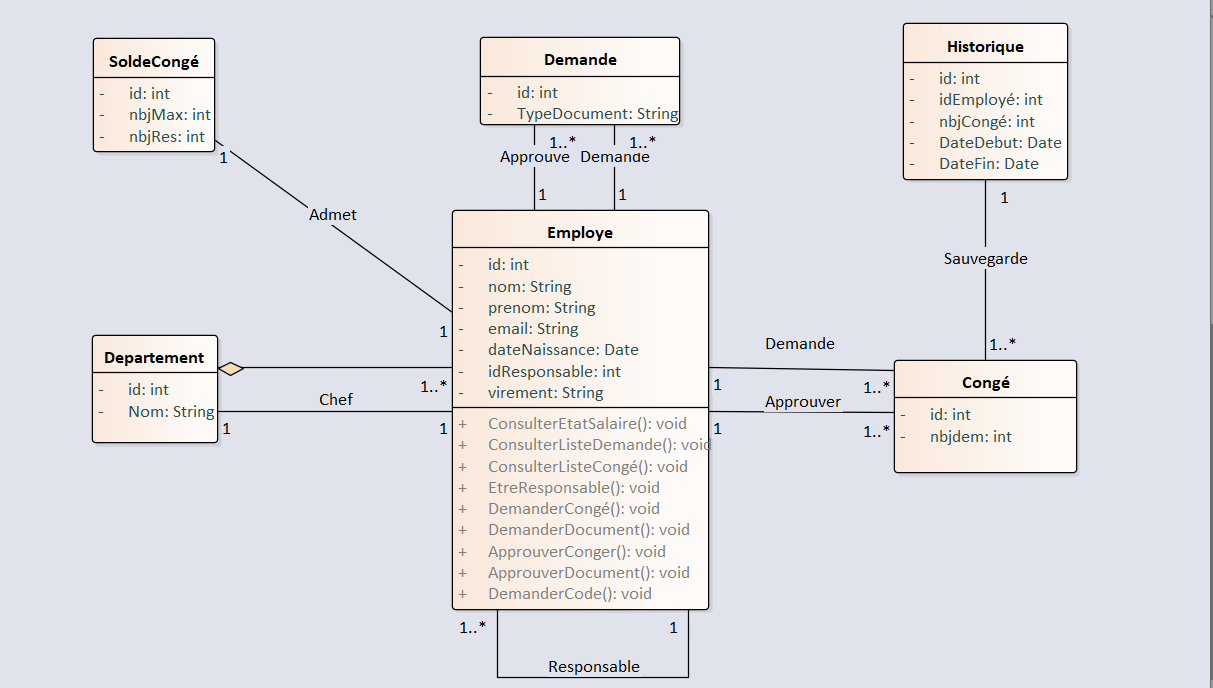 SoldeCongé
- id: int
- nbjMax: int
- nbjRes: int
1
Demande
- id: int
- TypeDocument: String
1..* 1..*
Approuve Demande
1 1
Historique
- id: int
- idEmployé: int
- nbjCongé: int
- DateDebut: Date
- DateFin: Date
1
Sauvegarde
1..*
Admet
1
Departement
- id: int
- Nom: String
1..*
Chef
1 1
Employe
- id: int
- nom: String
- prenom: String
- email: String
- dateNaissance: Date
- idResponsable: int
- virement: String
+ ConsulterEtatSalaire(): void
+ ConsulterListeDemande(): void
+ ConsulterListeCongé(): void
+ EtreResponsable(): void
+ DemanderCongé(): void
+ DemanderDocument(): void
+ ApprouverConger(): void
+ ApprouverDocument(): void
+ DemanderCode(): void
Demande
1 1..*
Approuver
1 1..*
Congé
- id: int
- nbjdem: int
1..* 1
Responsable